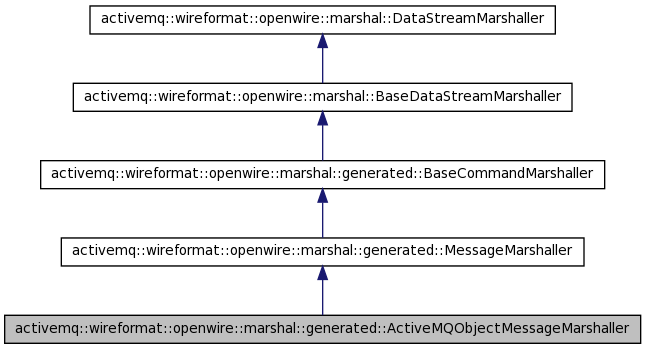 activemq::wireformat::openwire::marshal::DataStreamMarshaller
activemq::wireformat::openwire::marshal::BaseDataStreamMarshaller
activemq::wireformat::openwire::marshal::generated::BaseCommandMarshaller
activemq::wireformat::openwire::marshal::generated::MessageMarshaller
activemq::wireformat::openwire::marshal::generated::ActiveMQObjectMessageMarshaller